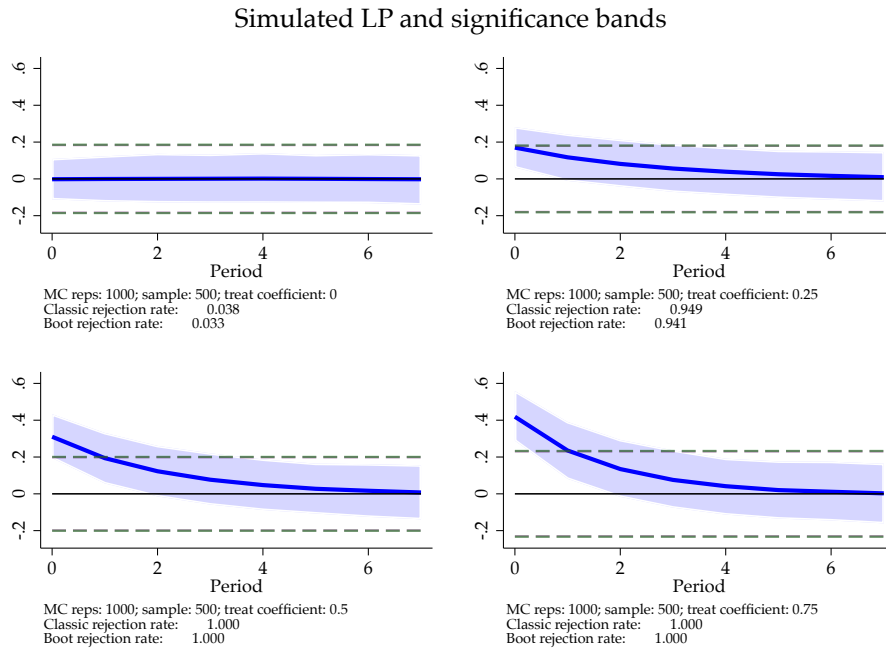 Simulated LP and significance bands
.6
.4
.2
0
-.2
0 2 4 6
Period
MC reps: 1000; sample: 500; treat coefficient: 0
Classic rejection rate: 0.038
Boot rejection rate: 0.033
.6
.4
.2
0
-.2
0 2 4 6
Period
MC reps: 1000; sample: 500; treat coefficient: 0.25
Classic rejection rate: 0.949
Boot rejection rate: 0.941
.6
.4
.2
0
-.2
0 2 4 6
Period
MC reps: 1000; sample: 500; treat coefficient: 0.5
Classic rejection rate: 1.000
Boot rejection rate: 1.000
.6
.4
.2
0
-.2
0 2 4 6
Period
MC reps: 1000; sample: 500; treat coefficient: 0.75
Classic rejection rate: 1.000
Boot rejection rate: 1.000